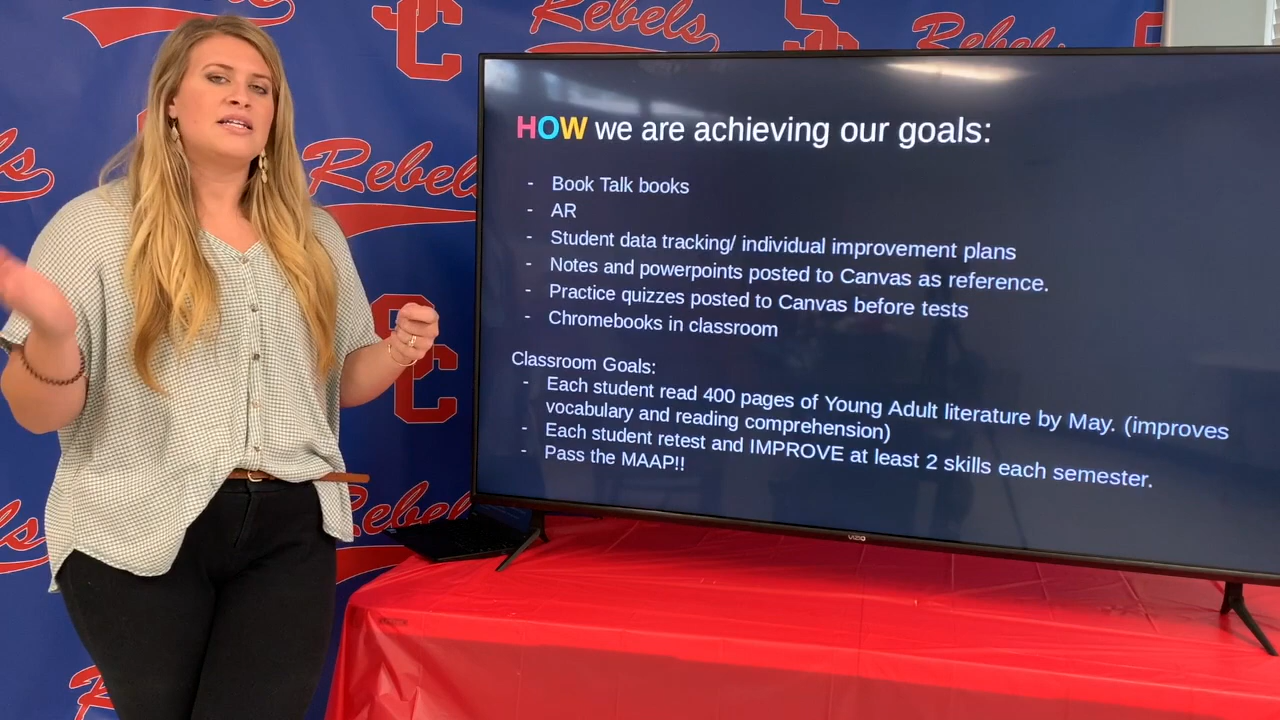 Rebels
SC
Rebels
HOW we are achieving our goals:
- Book Talk books
- AR
- Student data tracking/ individual improvement plans
- Notes and powerpoints posted to Canvas as reference.
- Practice quizzes posted to Canvas before tests
- Chromebooks in classroom
Classroom Goals:
- Each student read 400 pages of Young Adult literature by May. (improves
vocabulary and reading comprehension)
- Each student retest and IMPROVE at least 2 skills each semester.
- Pass the MAAP!!
VIZIO
Rebels
SC
Rebels